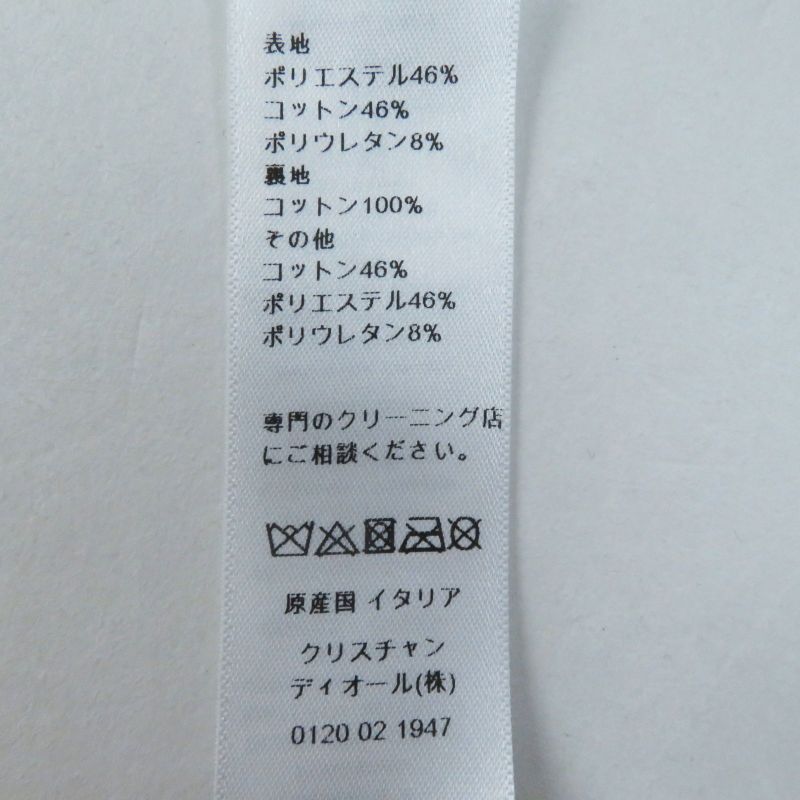 表地
ポリエステル46%
コットン46%
ポリウレタン8%
裏地
コットン100%
その他
コットン46%
ポリエステル46%
ポリウレタン8%
専門のクリーニング店
にご相談ください。
原産国 イタリア
クリスチャン
ディオール(株)
0120 02 1947